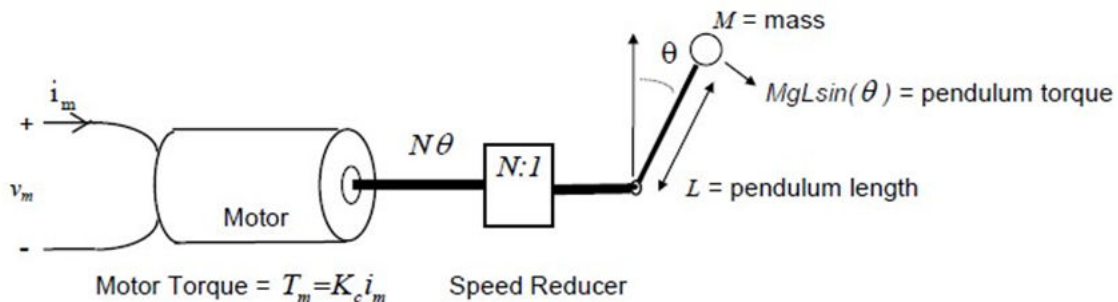 M = mass
θ
MgLsin(θ) = pendulum torque
i_m
+
Nθ
N:1
v_m
L = pendulum length
Motor
-
Motor Torque = T_m=K_c i_m
Speed Reducer